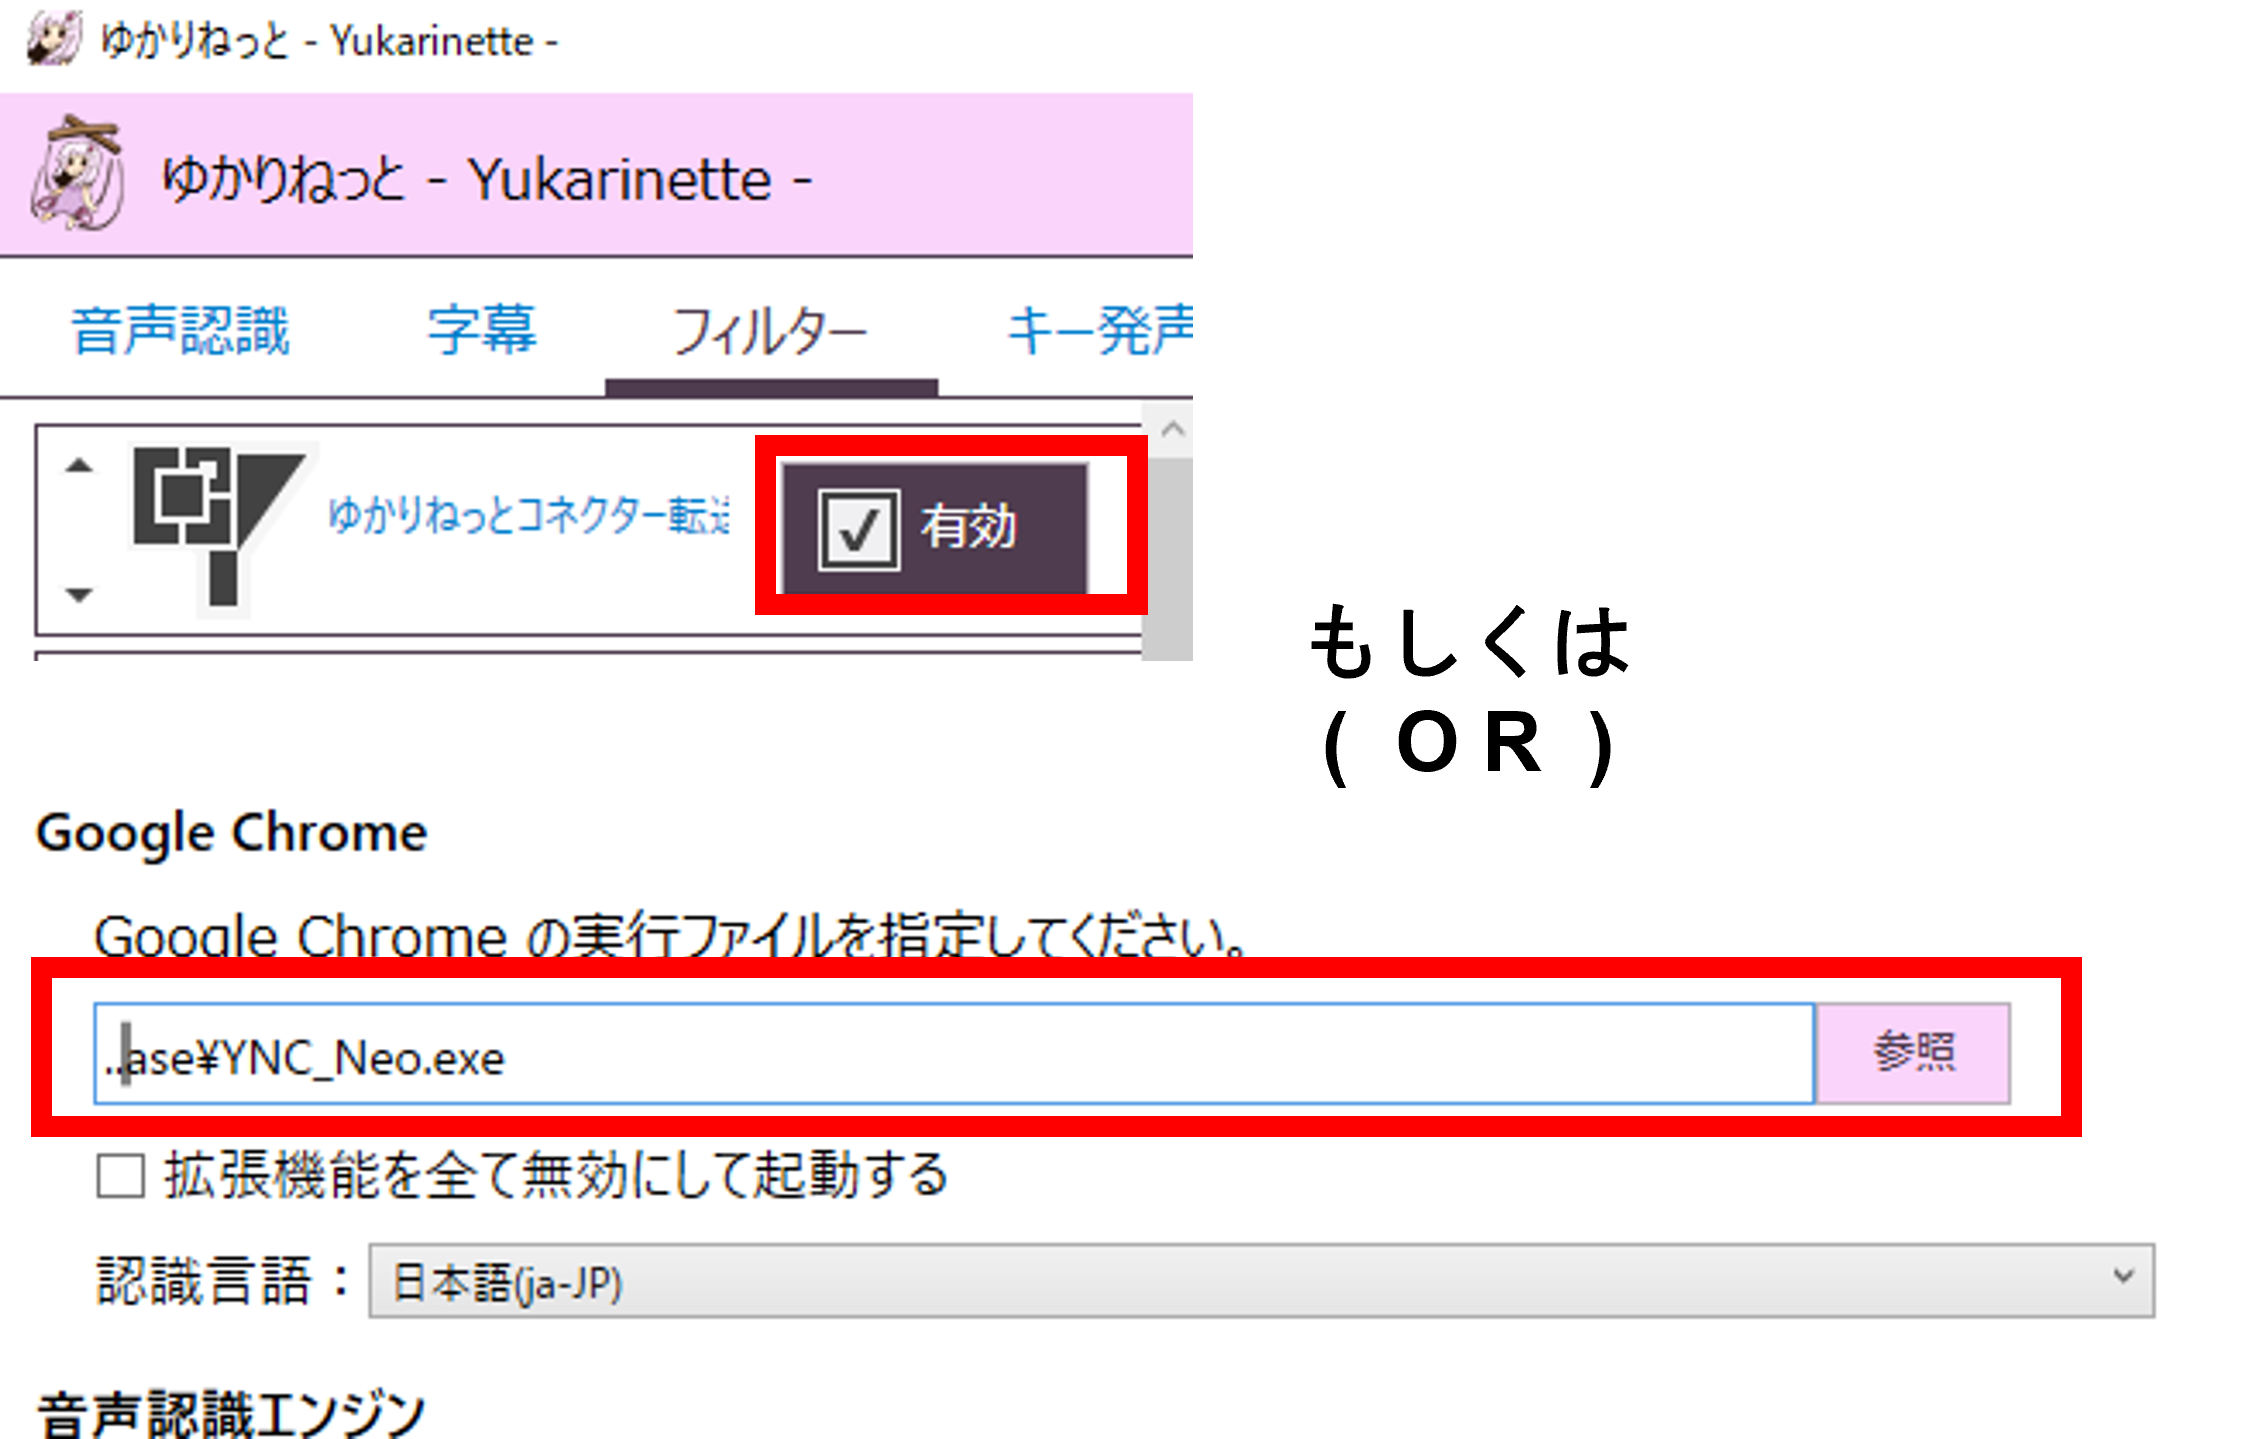 ゆかりねっと - Yukarinette -
ゆかりねっと - Yukarinette -
音声認識 字幕 フィルター キー発声
ゆかりねっとコネクター転送 有効
もしくは
( OR )
Google Chrome
Google Chrome の実行ファイルを指定してください。
..ase¥YNC_Neo.exe 参照
拡張機能を全て無効にして起動する
認識言語： 日本語(ja-JP)
音声認識エンジン